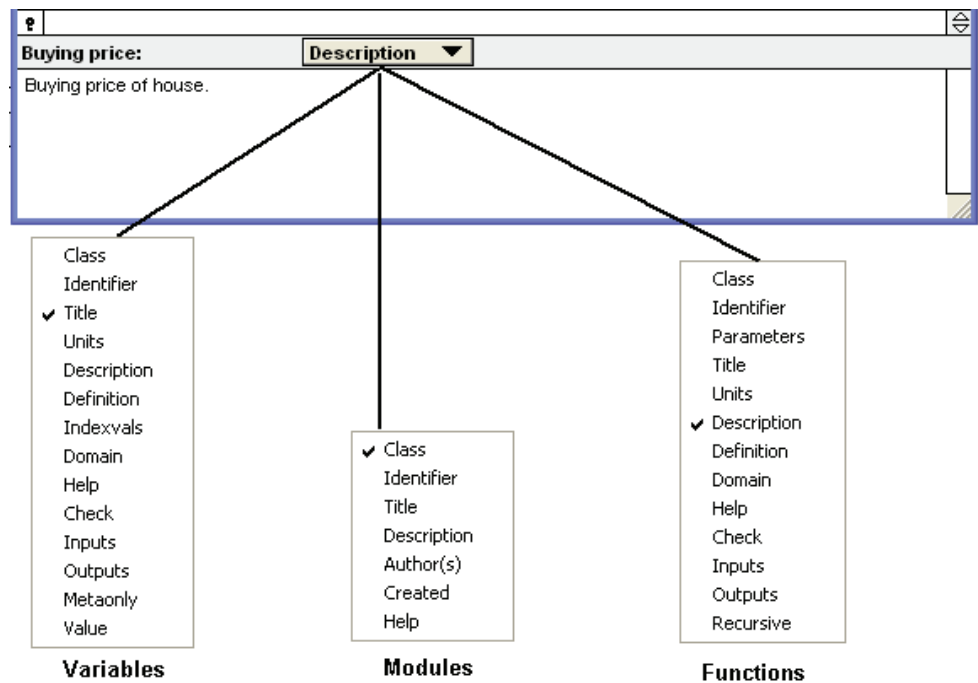 ?
Buying price:
Description
Buying price of house.
Class
Identifier
Title
Units
Description
Definition
Indexvals
Domain
Help
Check
Inputs
Outputs
Metaonly
Value
Variables
Class
Identifier
Title
Description
Author(s)
Created
Help
Modules
Class
Identifier
Parameters
Title
Units
Description
Definition
Domain
Help
Check
Inputs
Outputs
Recursive
Functions